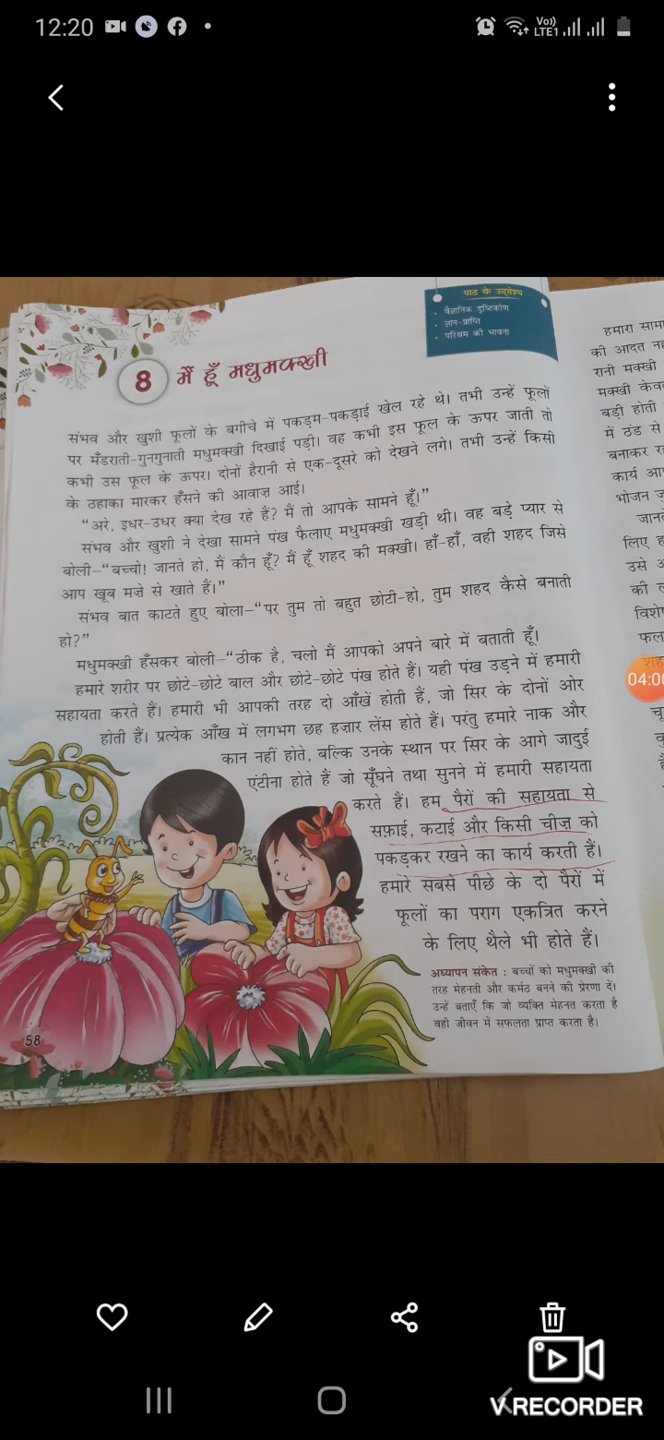 12:20
Vo))
LTE1
पाठ के उद्देश्य
वैज्ञानिक दृष्टिकोण
ज्ञान-प्राप्ति
परिश्रम की भावना
8 मैं हूँ मधुमक्खी
संभव और खुशी फूलों के बगीचे में पकड़म-पकड़ाई खेल रहे थे। तभी उन्हें फूलों
पर मँडराती-गुनगुनाती मधुमक्खी दिखाई पड़ी। वह कभी इस फूल के ऊपर जाती तो
कभी उस फूल के ऊपर। दोनों हैरानी से एक-दूसरे को देखने लगे। तभी उन्हें किसी
के ठहाका मारकर हँसने की आवाज़ आई।
“अरे, इधर-उधर क्या देख रहे हैं? मैं तो आपके सामने हूँ।”
संभव और खुशी ने देखा सामने पंख फैलाए मधुमक्खी खड़ी थी। वह बड़े प्यार से
बोली-“बच्चो! जानते हो, मैं कौन हूँ? मैं हूँ शहद की मक्खी। हाँ-हाँ, वही शहद जिसे
आप खूब मज़े से खाते हैं।”
संभव बात काटते हुए बोला-“पर तुम तो बहुत छोटी-हो, तुम शहद कैसे बनाती
हो?”
मधुमक्खी हँसकर बोली-“ठीक है, चलो मैं आपको अपने बारे में बताती हूँ।
हमारे शरीर पर छोटे-छोटे बाल और छोटे-छोटे पंख होते हैं। यही पंख उड़ने में हमारी
सहायता करते हैं। हमारी भी आपकी तरह दो आँखें होती हैं, जो सिर के दोनों ओर
होती हैं। प्रत्येक आँख में लगभग छह हज़ार लेंस होते हैं। परंतु हमारे नाक और
कान नहीं होते, बल्कि उनके स्थान पर सिर के आगे जादुई
एंटीना होते हैं जो सूँघने तथा सुनने में हमारी सहायता
करते हैं। हम पैरों की सहायता से
सफ़ाई, कटाई और किसी चीज़ को
पकड़कर रखने का कार्य करती हैं।
हमारे सबसे पीछे के दो पैरों में
फूलों का पराग एकत्रित करने
के लिए थैले भी होते हैं।
अध्यापन संकेत : बच्चों को मधुमक्खी की
तरह मेहनती और कर्मठ बनने की प्रेरणा दें।
उन्हें बताएँ कि जो व्यक्ति मेहनत करता है
वही जीवन में सफलता प्राप्त करता है।
58
हमारा
की आदत
रानी मक्खी
मक्खी
बड़ी होती
में ठंड से
बनाकर
कार्य
भोजन
लिए
उसे
की
04:00
V.RECORDER